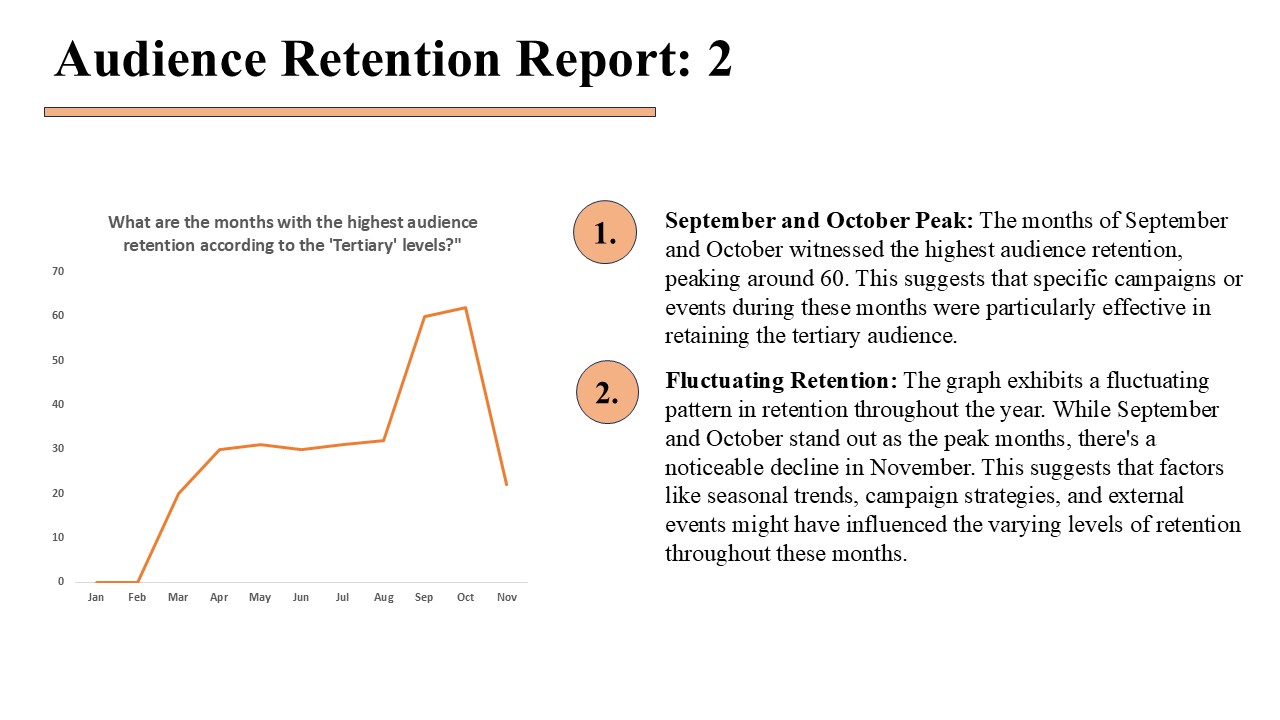 Audience Retention Report: 2
What are the months with the highest audience
retention according to the 'Tertiary' levels?"
70
60
50
40
30
20
10
0
Jan Feb Mar Apr May Jun Jul Aug Sep Oct Nov
1.
September and October Peak: The months of September
and October witnessed the highest audience retention,
peaking around 60. This suggests that specific campaigns or
events during these months were particularly effective in
retaining the tertiary audience.
2.
Fluctuating Retention: The graph exhibits a fluctuating
pattern in retention throughout the year. While September
and October stand out as the peak months, there's a
noticeable decline in November. This suggests that factors
like seasonal trends, campaign strategies, and external
events might have influenced the varying levels of retention
throughout these months.